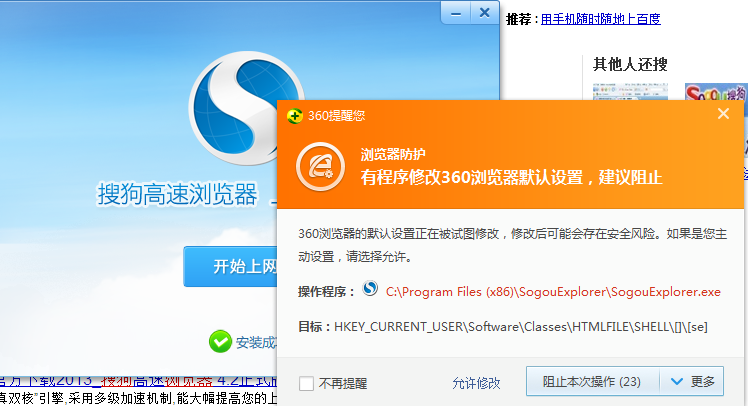 推荐 : 用手机随时随地上百度
其他人还搜
搜狗高速浏览器
开始上网
安装成
360提醒您
浏览器防护
有程序修改360浏览器默认设置，建议阻止
360浏览器的默认设置正在被试图修改，修改后可能会存在安全风险。如果是您主
动设置，请选择允许。
操作程序： C:\Program Files (x86)\SogouExplorer\SogouExplorer.exe
目标：HKEY_CURRENT_USER\Software\Classes\HTMLFILE\SHELL\[]\[se]
不再提醒
允许修改
阻止本次操作 (23)
更多
官方下载2013_搜狗高速浏览器 4.2正式
真双核"引擎,采用多级加速机制,能大幅提高您的上